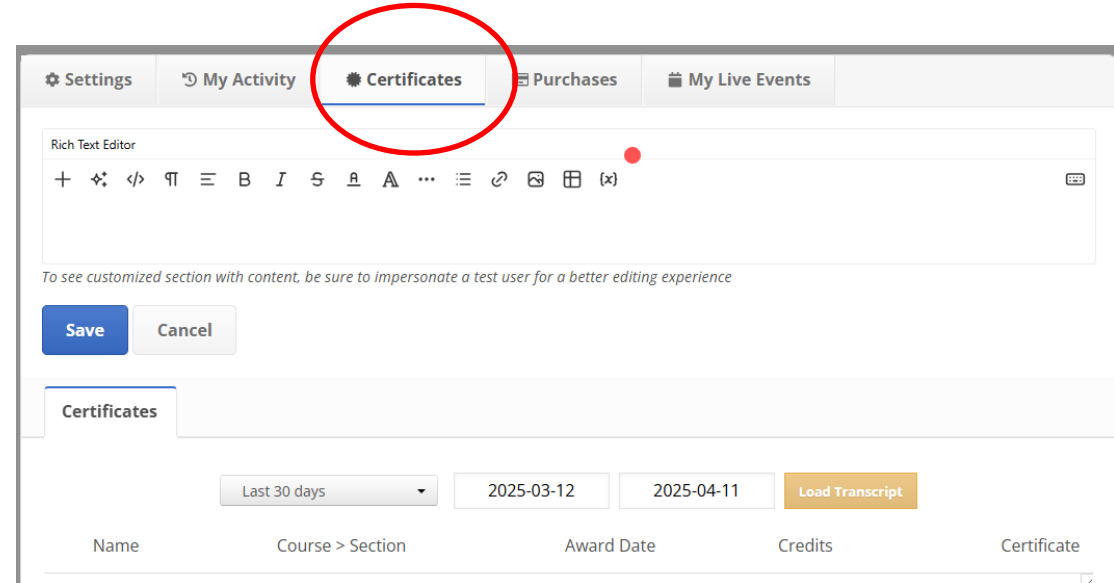 Settings My Activity Certificates Purchases My Live Events
Rich Text Editor
B I S A A {x}
To see customized section with content, be sure to impersonate a test user for a better editing experience
Save Cancel
Certificates
Last 30 days 2025-03-12 2025-04-11 Load Transcript
Name Course > Section Award Date Credits Certificate